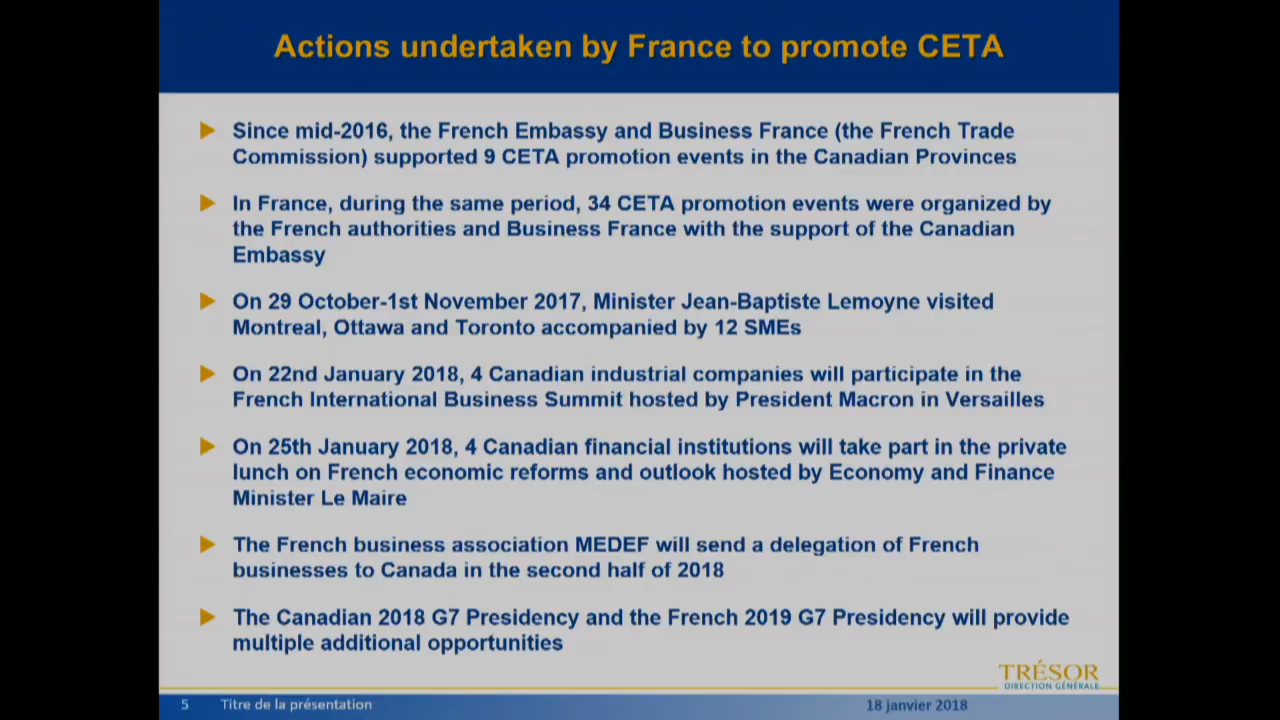 Actions undertaken by France to promote CETA
Since mid-2016, the French Embassy and Business France (the French Trade
Commission) supported 9 CETA promotion events in the Canadian Provinces
In France, during the same period, 34 CETA promotion events were organized by
the French authorities and Business France with the support of the Canadian
Embassy
On 29 October-1st November 2017, Minister Jean-Baptiste Lemoyne visited
Montreal, Ottawa and Toronto accompanied by 12 SMEs
On 22nd January 2018, 4 Canadian industrial companies will participate in the
French International Business Summit hosted by President Macron in Versailles
On 25th January 2018, 4 Canadian financial institutions will take part in the private
lunch on French economic reforms and outlook hosted by Economy and Finance
Minister Le Maire
The French business association MEDEF will send a delegation of French
businesses to Canada in the second half of 2018
The Canadian 2018 G7 Presidency and the French 2019 G7 Presidency will provide
multiple additional opportunities
TRÉSOR
DIRECTION GÉNÉRALE
5 Titre de la présentation 18 janvier 2018